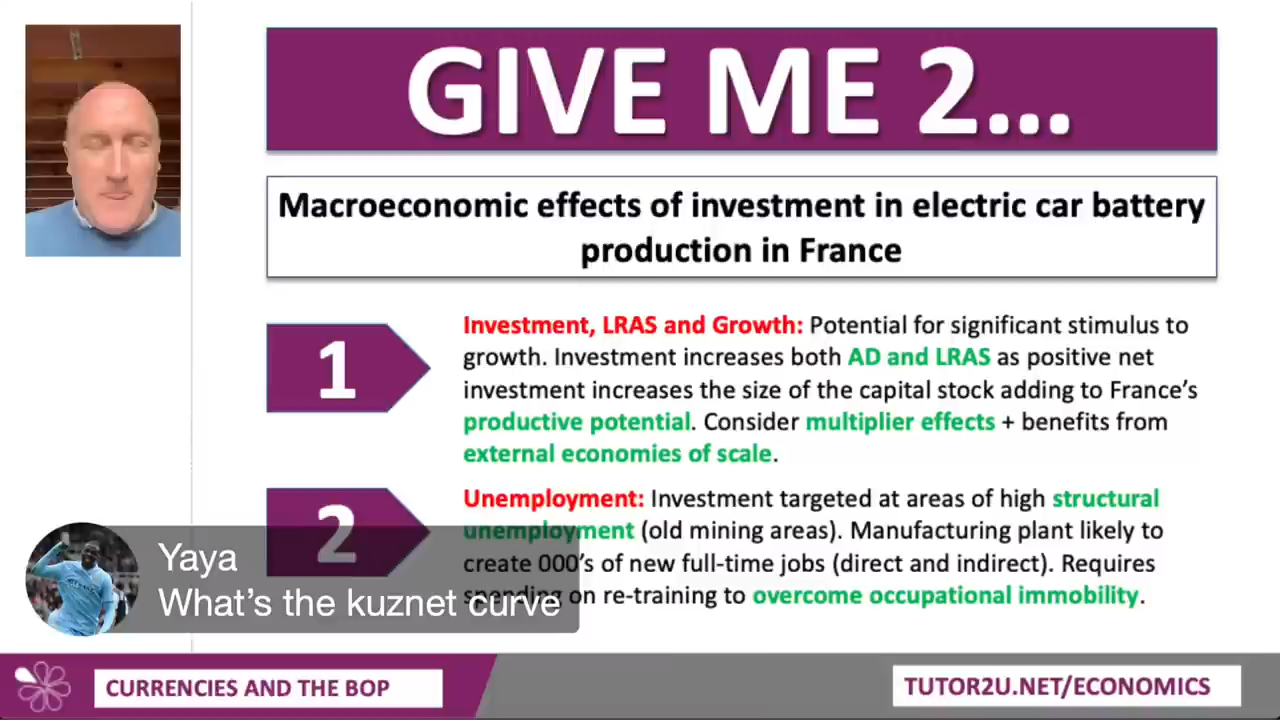 GIVE ME 2...
Macroeconomic effects of investment in electric car battery
production in France
1
Investment, LRAS and Growth: Potential for significant stimulus to
growth. Investment increases both AD and LRAS as positive net
investment increases the size of the capital stock adding to France's
productive potential. Consider multiplier effects + benefits from
external economies of scale.
2
Unemployment: Investment targeted at areas of high structural
unemployment (old mining areas). Manufacturing plant likely to
create 000's of new full-time jobs (direct and indirect). Requires
spending on re-training to overcome occupational immobility.
Yaya
What's the kuznet curve
CURRENCIES AND THE BOP
TUTOR2U.NET/ECONOMICS